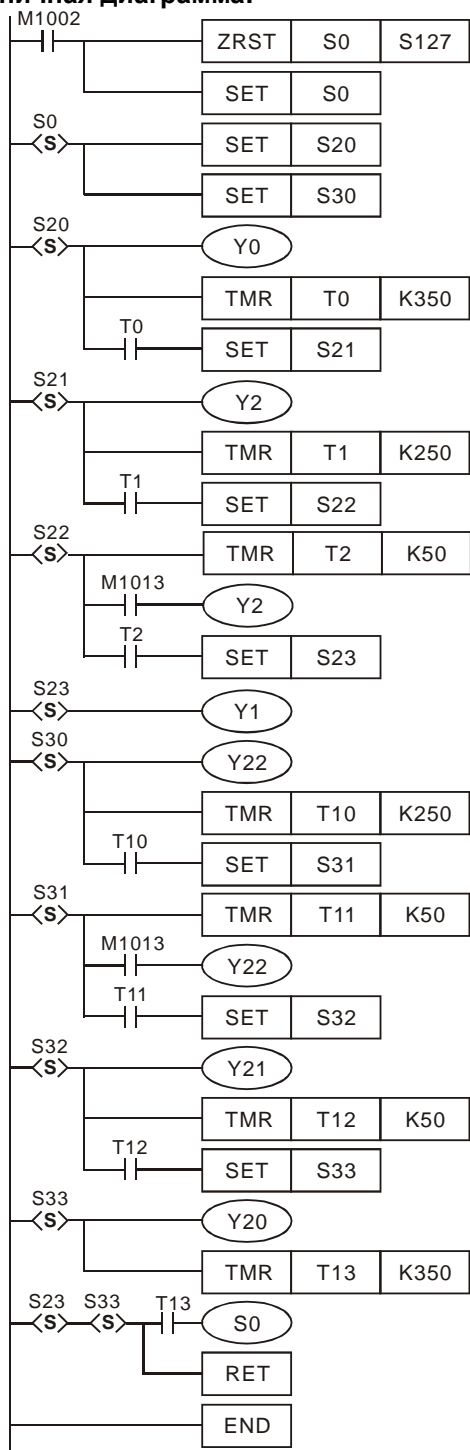 ничная диаграмма:
M1002
ZRST S0 S127
SET S0
S0
S SET S20
SET S30
S20
S Y0
TMR T0 K350
T0
SET S21
S21
S Y2
TMR T1 K250
T1
SET S22
S22
S TMR T2 K50
M1013
Y2
T2
SET S23
S23
S Y1
S30
S Y22
TMR T10 K250
T10
SET S31
S31
S TMR T11 K50
M1013
Y22
T11
SET S32
S32
S Y21
TMR T12 K50
T12
SET S33
S33
S Y20
TMR T13 K350
S23 S33 T13
S S S0
RET
END